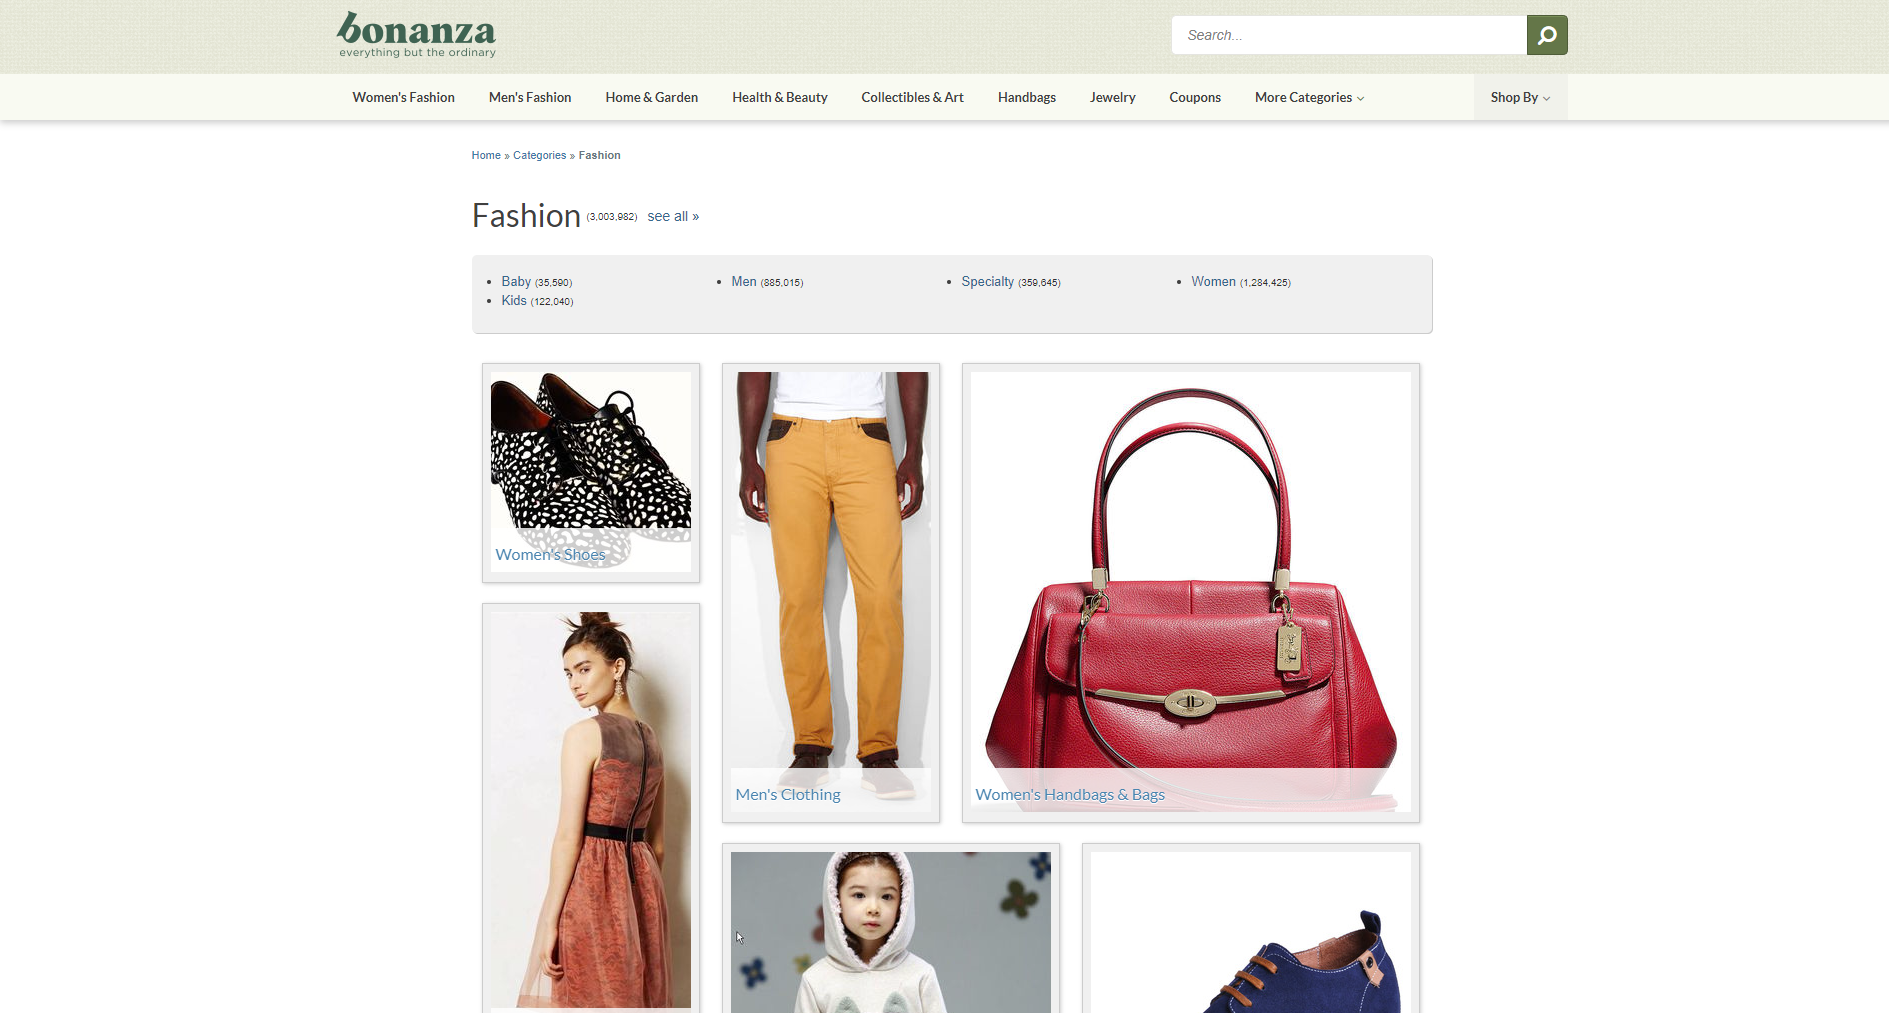 bonanza
everything but the ordinary
Search...
Women's Fashion Men's Fashion Home & Garden Health & Beauty Collectibles & Art Handbags Jewelry Coupons More Categories Shop By
Home » Categories » Fashion
Fashion (3,003,982) see all »
Baby (35,590) Men (885,015) Specialty (359,645) Women (1,284,425)
Kids (122,040)
Women's Shoes
Men's Clothing
Women's Handbags & Bags